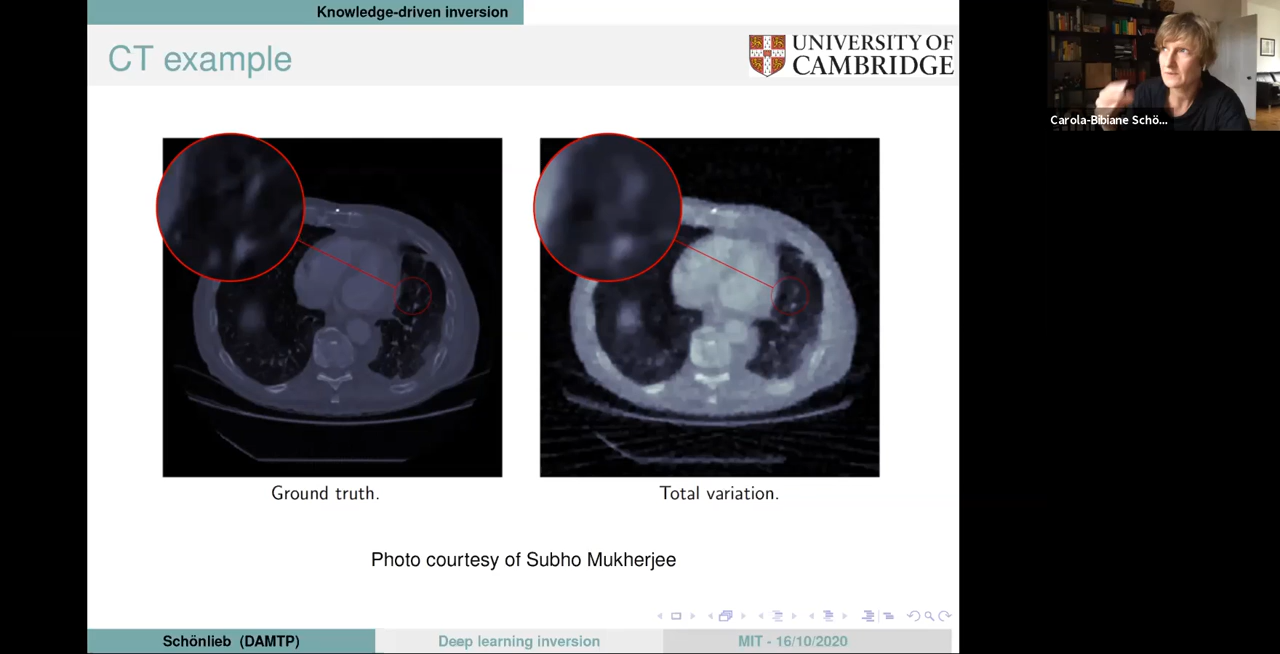 Knowledge-driven inversion
CT example
UNIVERSITY OF
CAMBRIDGE
Carola-Bibiane Schö...
Ground truth.
Total variation.
Photo courtesy of Subho Mukherjee
Schönlieb (DAMTP)
Deep learning inversion
MIT - 16/10/2020